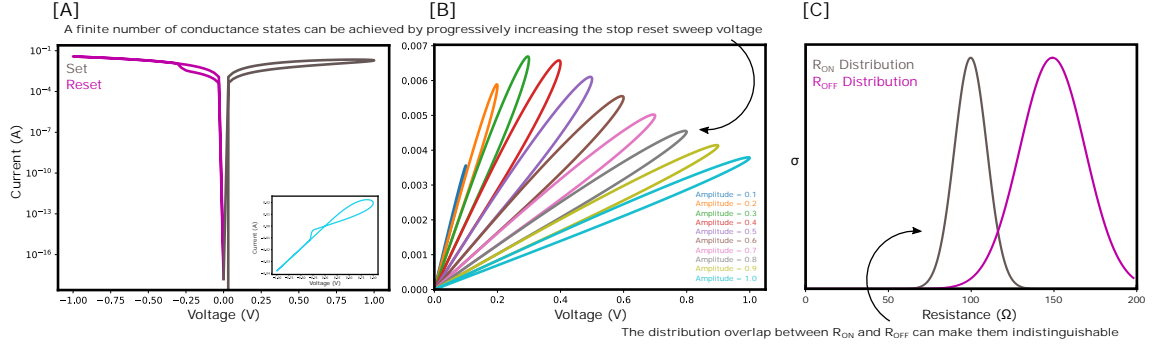 [A]
[B]
[C]
A finite number of conductance states can be achieved by progressively increasing the stop reset sweep voltage
Current (A)
10⁻¹
10⁻⁴
10⁻⁷
10⁻¹⁰
10⁻¹³
10⁻¹⁶
Set
Reset
Current (A)
Voltage (V)
−1.00
−0.75
−0.50
−0.25
0.00
0.25
0.50
0.75
1.00
Voltage (V)
0.007
0.006
0.005
0.004
0.003
0.002
0.001
0.000
Amplitude = 0.1
Amplitude = 0.2
Amplitude = 0.3
Amplitude = 0.4
Amplitude = 0.5
Amplitude = 0.6
Amplitude = 0.7
Amplitude = 0.8
Amplitude = 0.9
Amplitude = 1.0
0.0
0.2
0.4
0.6
0.8
1.0
Voltage (V)
σ
R_ON Distribution
R_OFF Distribution
0
50
100
150
200
Resistance (Ω)
The distribution overlap between R_ON and R_OFF can make them indistinguishable